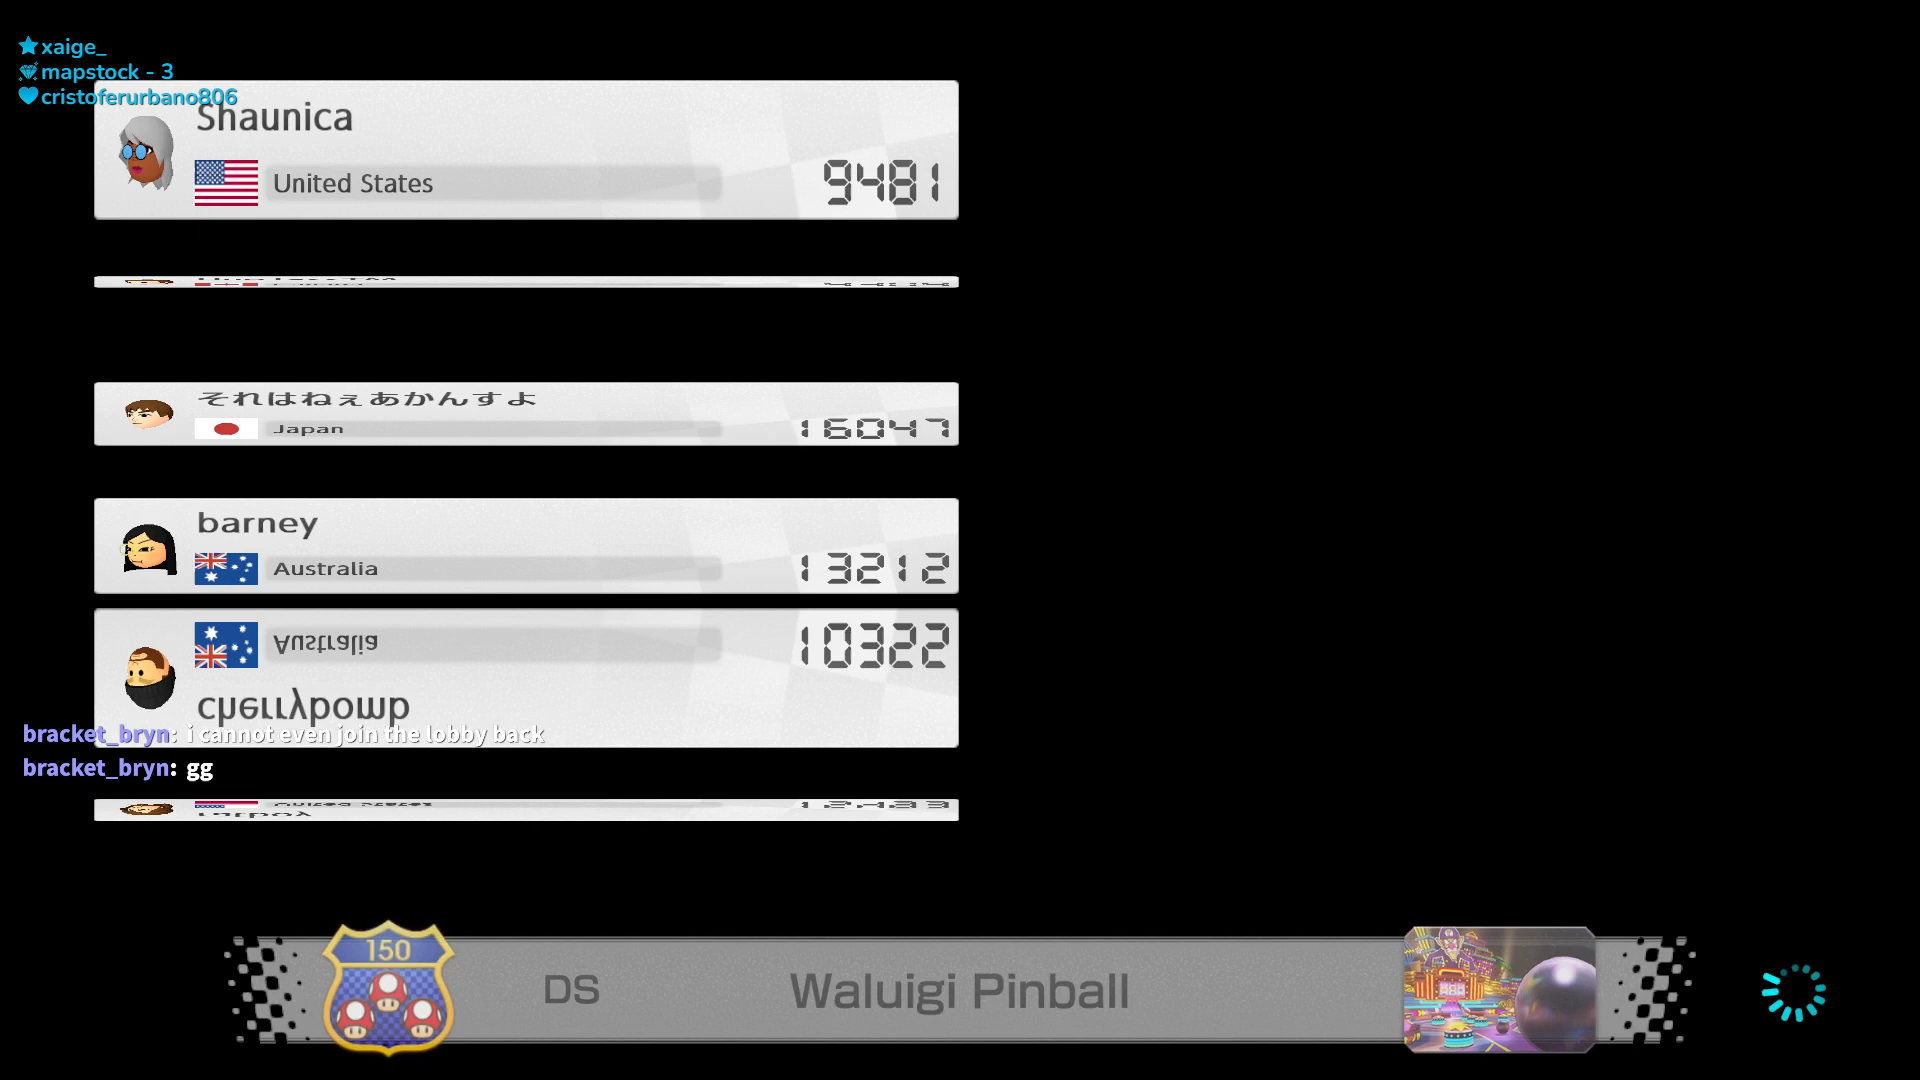 xaige_
mapstock - 3
cristoferurbano806
Shaunica
United States
9481
それはねぇあかんすよ
Japan
16047
barney
Australia
13212
Australia
10322
cherrybomb
bracket_bryn: i cannot even join the lobby back
bracket_bryn: gg
United States
150
DS
Waluigi Pinball